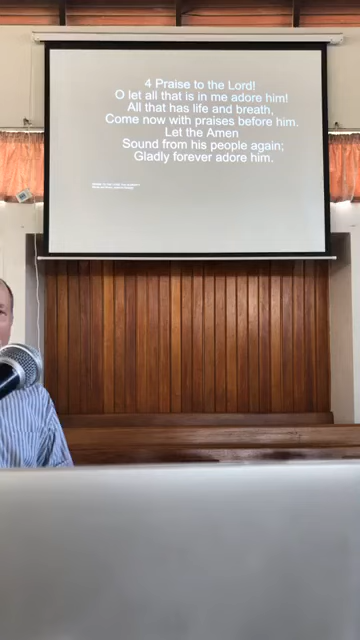 4 Praise to the Lord!
O let all that is in me adore him!
All that has life and breath,
Come now with praises before him.
Let the Amen
Sound from his people again;
Gladly forever adore him.